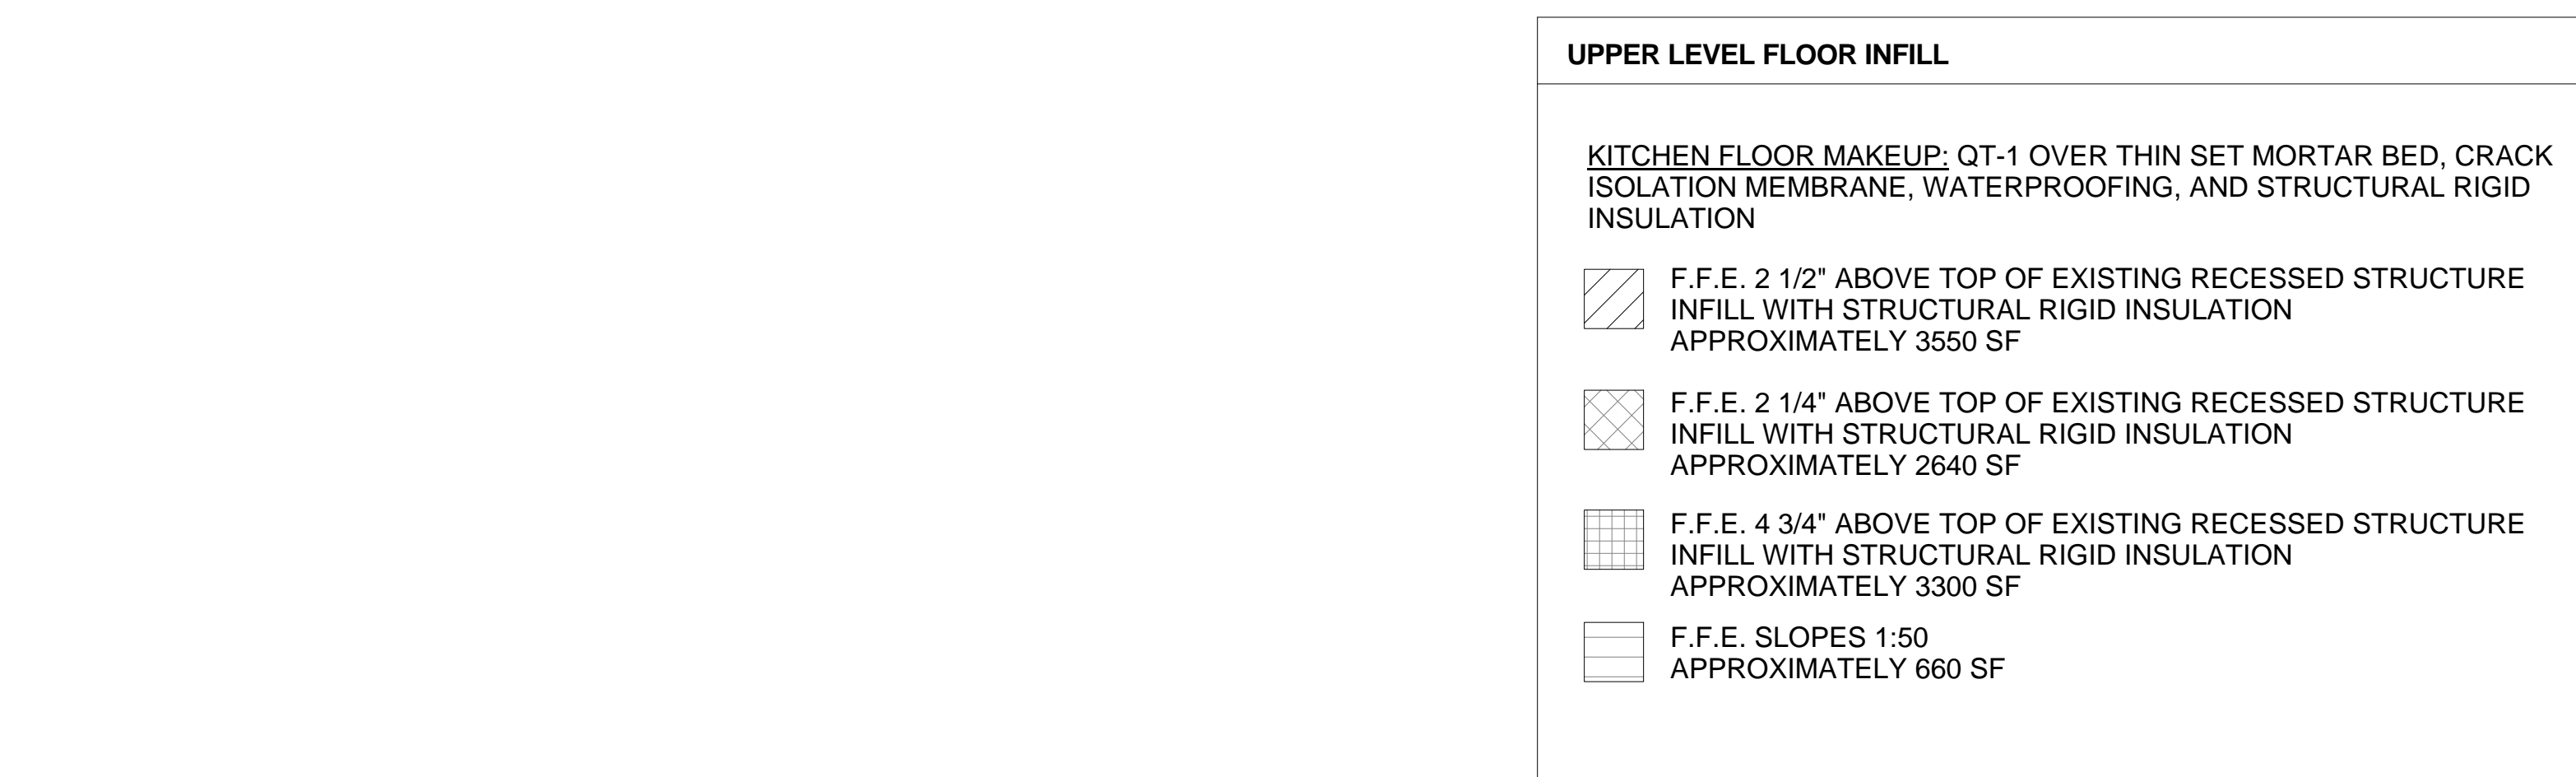 UPPER LEVEL FLOOR INFILL
KITCHEN FLOOR MAKEUP: QT-1 OVER THIN SET MORTAR BED, CRACK
ISOLATION MEMBRANE, WATERPROOFING, AND STRUCTURAL RIGID
INSULATION
F.F.E. 2 1/2" ABOVE TOP OF EXISTING RECESSED STRUCTURE
INFILL WITH STRUCTURAL RIGID INSULATION
APPROXIMATELY 3550 SF
F.F.E. 2 1/4" ABOVE TOP OF EXISTING RECESSED STRUCTURE
INFILL WITH STRUCTURAL RIGID INSULATION
APPROXIMATELY 2640 SF
F.F.E. 4 3/4" ABOVE TOP OF EXISTING RECESSED STRUCTURE
INFILL WITH STRUCTURAL RIGID INSULATION
APPROXIMATELY 3300 SF
F.F.E. SLOPES 1:50
APPROXIMATELY 660 SF